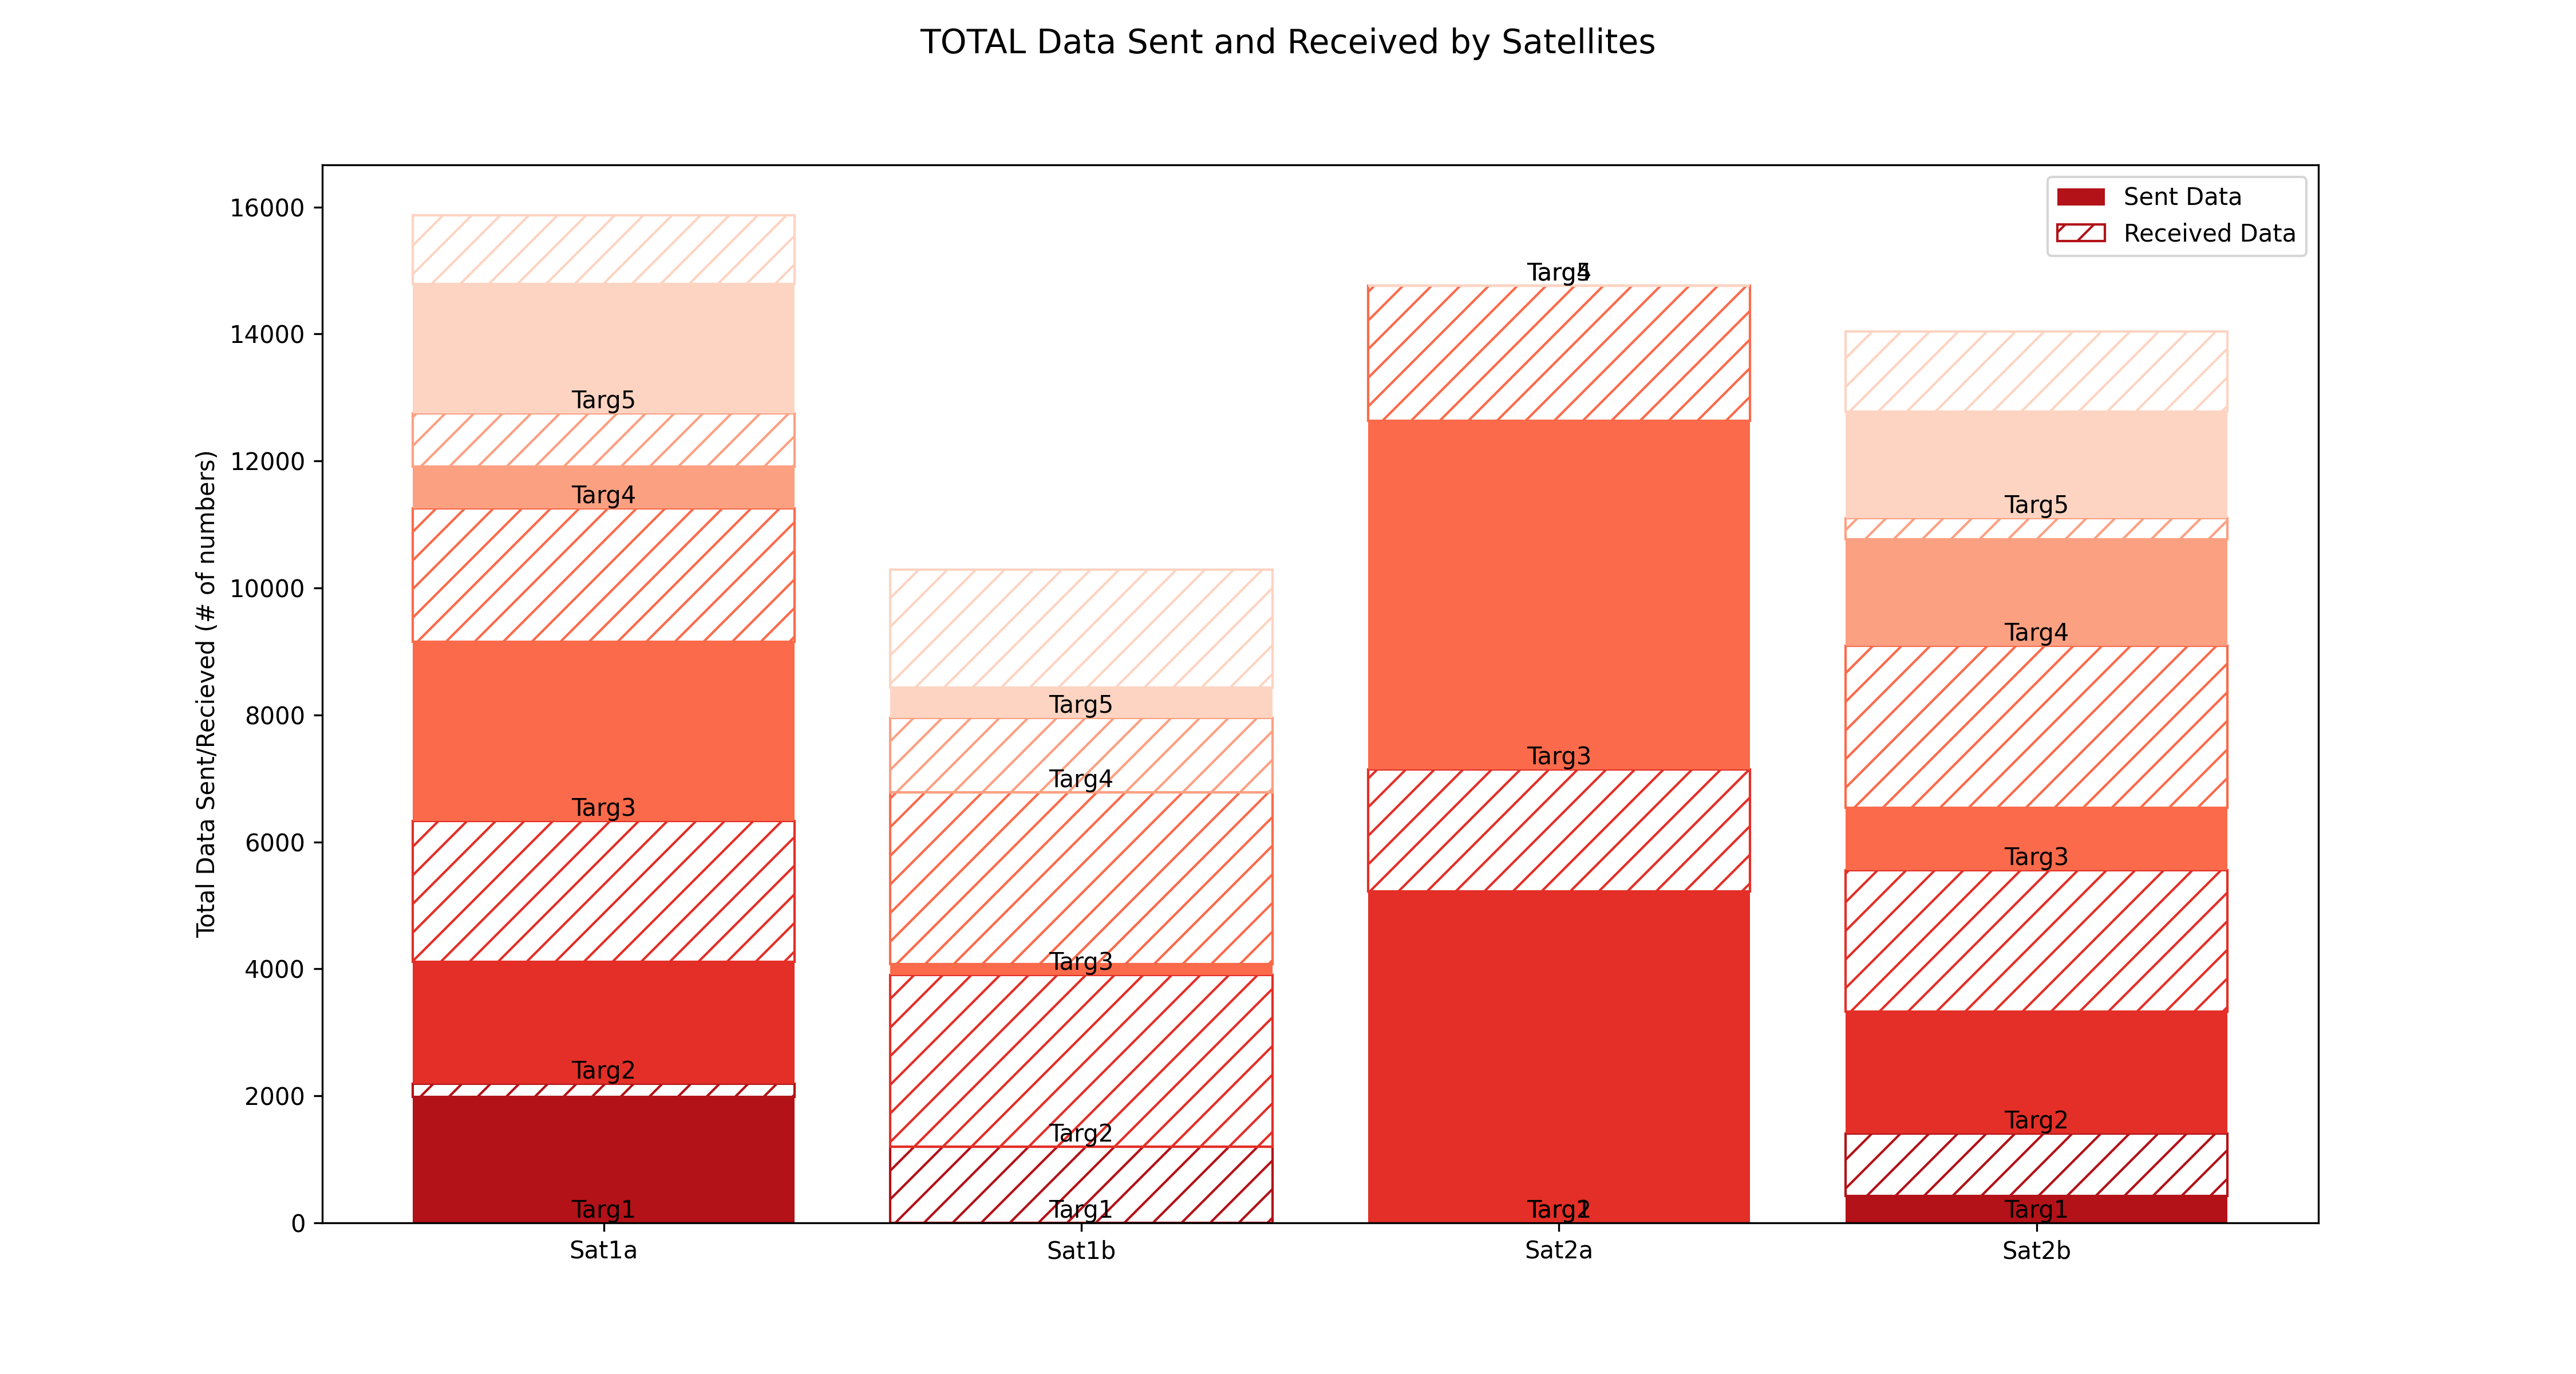 TOTAL Data Sent and Received by Satellites
Sent Data
Received Data
Total Data Sent/Recieved (# of numbers)
16000
14000
12000
10000
8000
6000
4000
2000
0
Targ5
Targ4
Targ3
Targ2
Targ1
Targ5
Targ4
Targ3
Targ2
Targ1
Targ3
Targ5
Targ4
Targ3
Targ2
Targ1
Sat1a
Sat1b
Sat2a
Sat2b